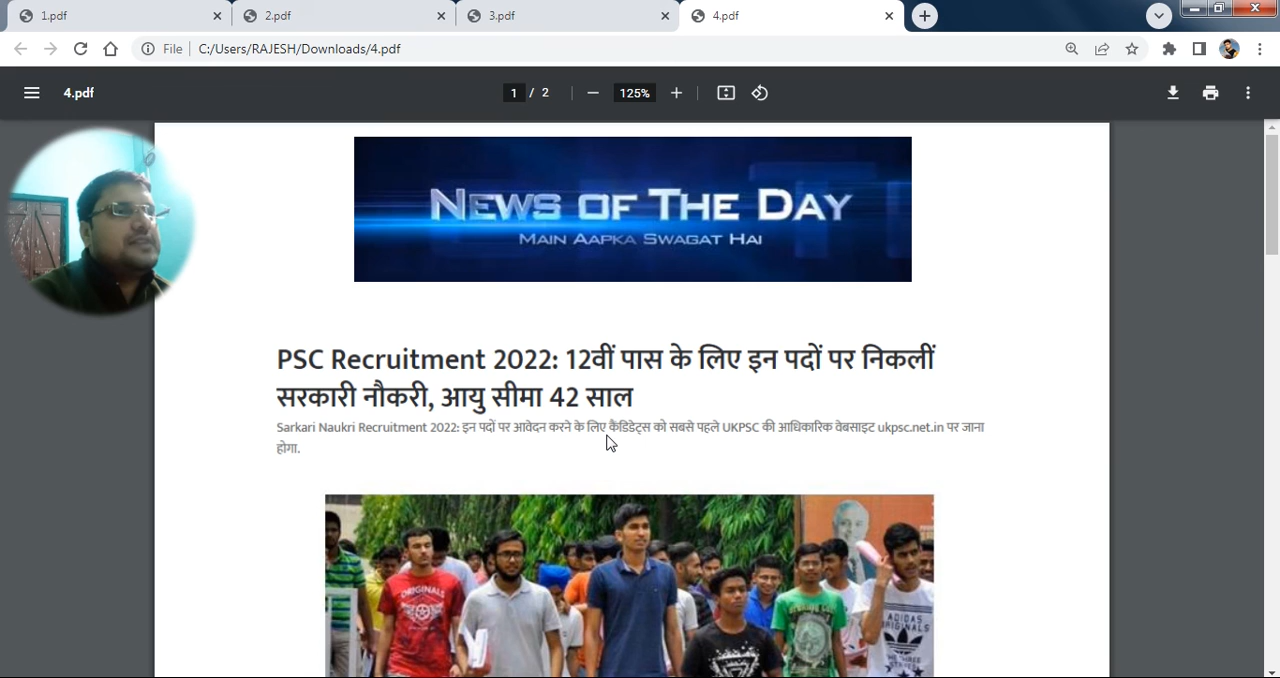 1.pdf
2.pdf
3.pdf
4.pdf
File
C:/Users/RAJESH/Downloads/4.pdf
4.pdf
1 / 2
125%
NEWS OF THE DAY
MAIN AAPKA SWAGAT HAI
PSC Recruitment 2022: 12वीं पास के लिए इन पदों पर निकलीं
सरकारी नौकरी, आयु सीमा 42 साल
Sarkari Naukri Recruitment 2022: इन पदों पर आवेदन करने के लिए कैंडिडेट्स को सबसे पहले UKPSC की आधिकारिक वेबसाइट ukpsc.net.in पर जाना
होगा.
ORIGINALS
ADIDAS
ORIGINALS